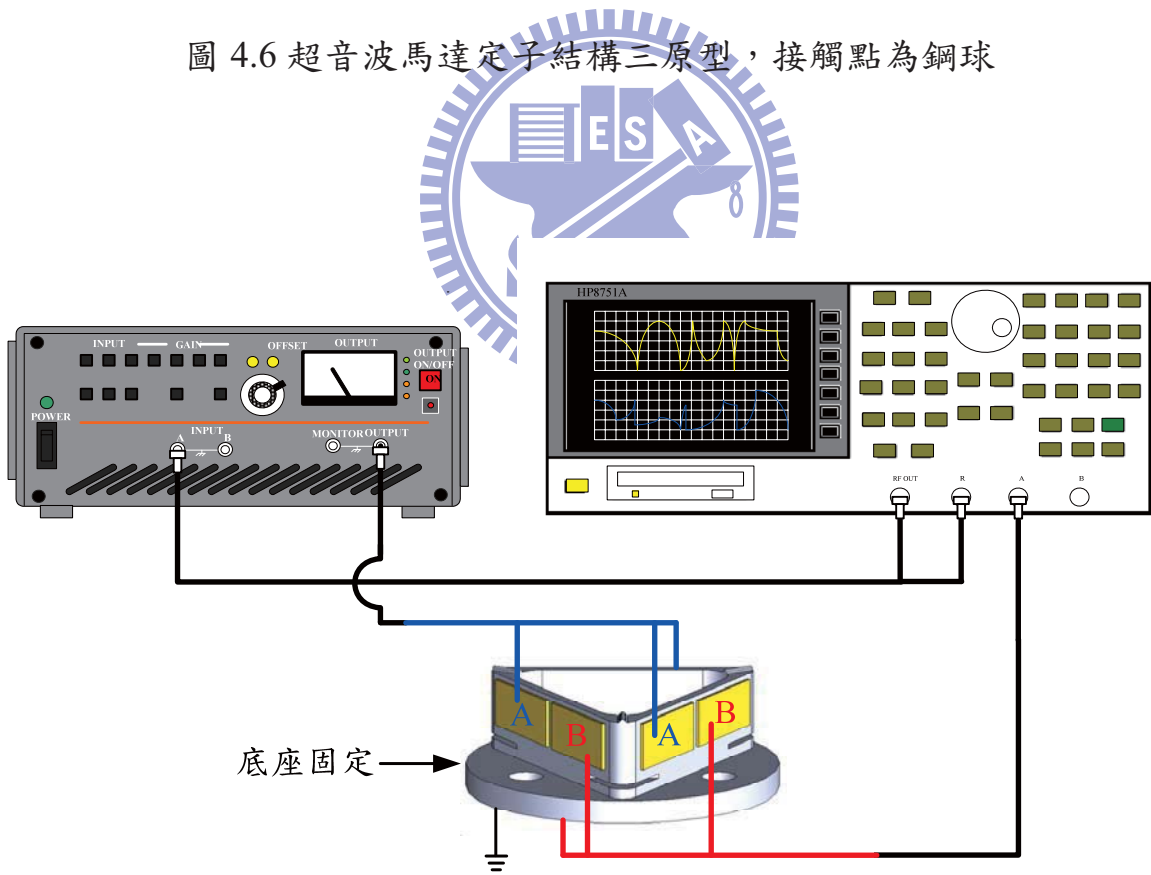 圖 4.6 超音波馬達定子結構三原型，接觸點為鋼球
E S A
HP8751A
INPUT GAIN OFFSET OUTPUT
OUTPUT
ON/OFF
ON
POWER
INPUT
A B
MONITOR OUTPUT
RF OUT R A B
A B A B
底座固定